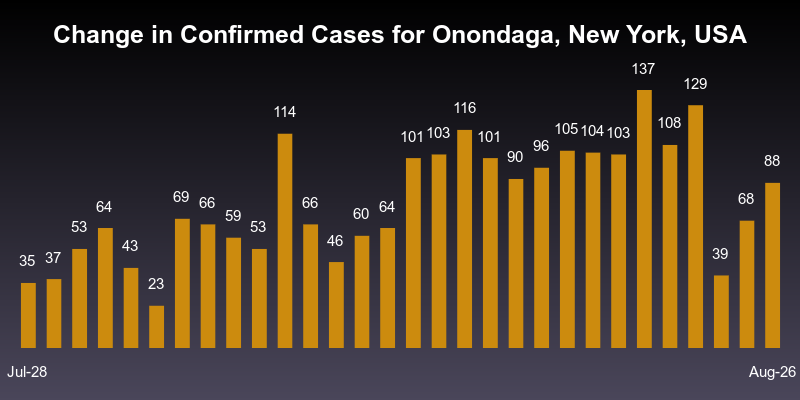 Change in Confirmed Cases for Onondaga, New York, USA
35 37 53 64 43 23 69 66 59 53 114 66 46 60 64 101 103 116 101 90 96 105 104 103 137 108 129 39 68 88
Jul-28 Aug-26